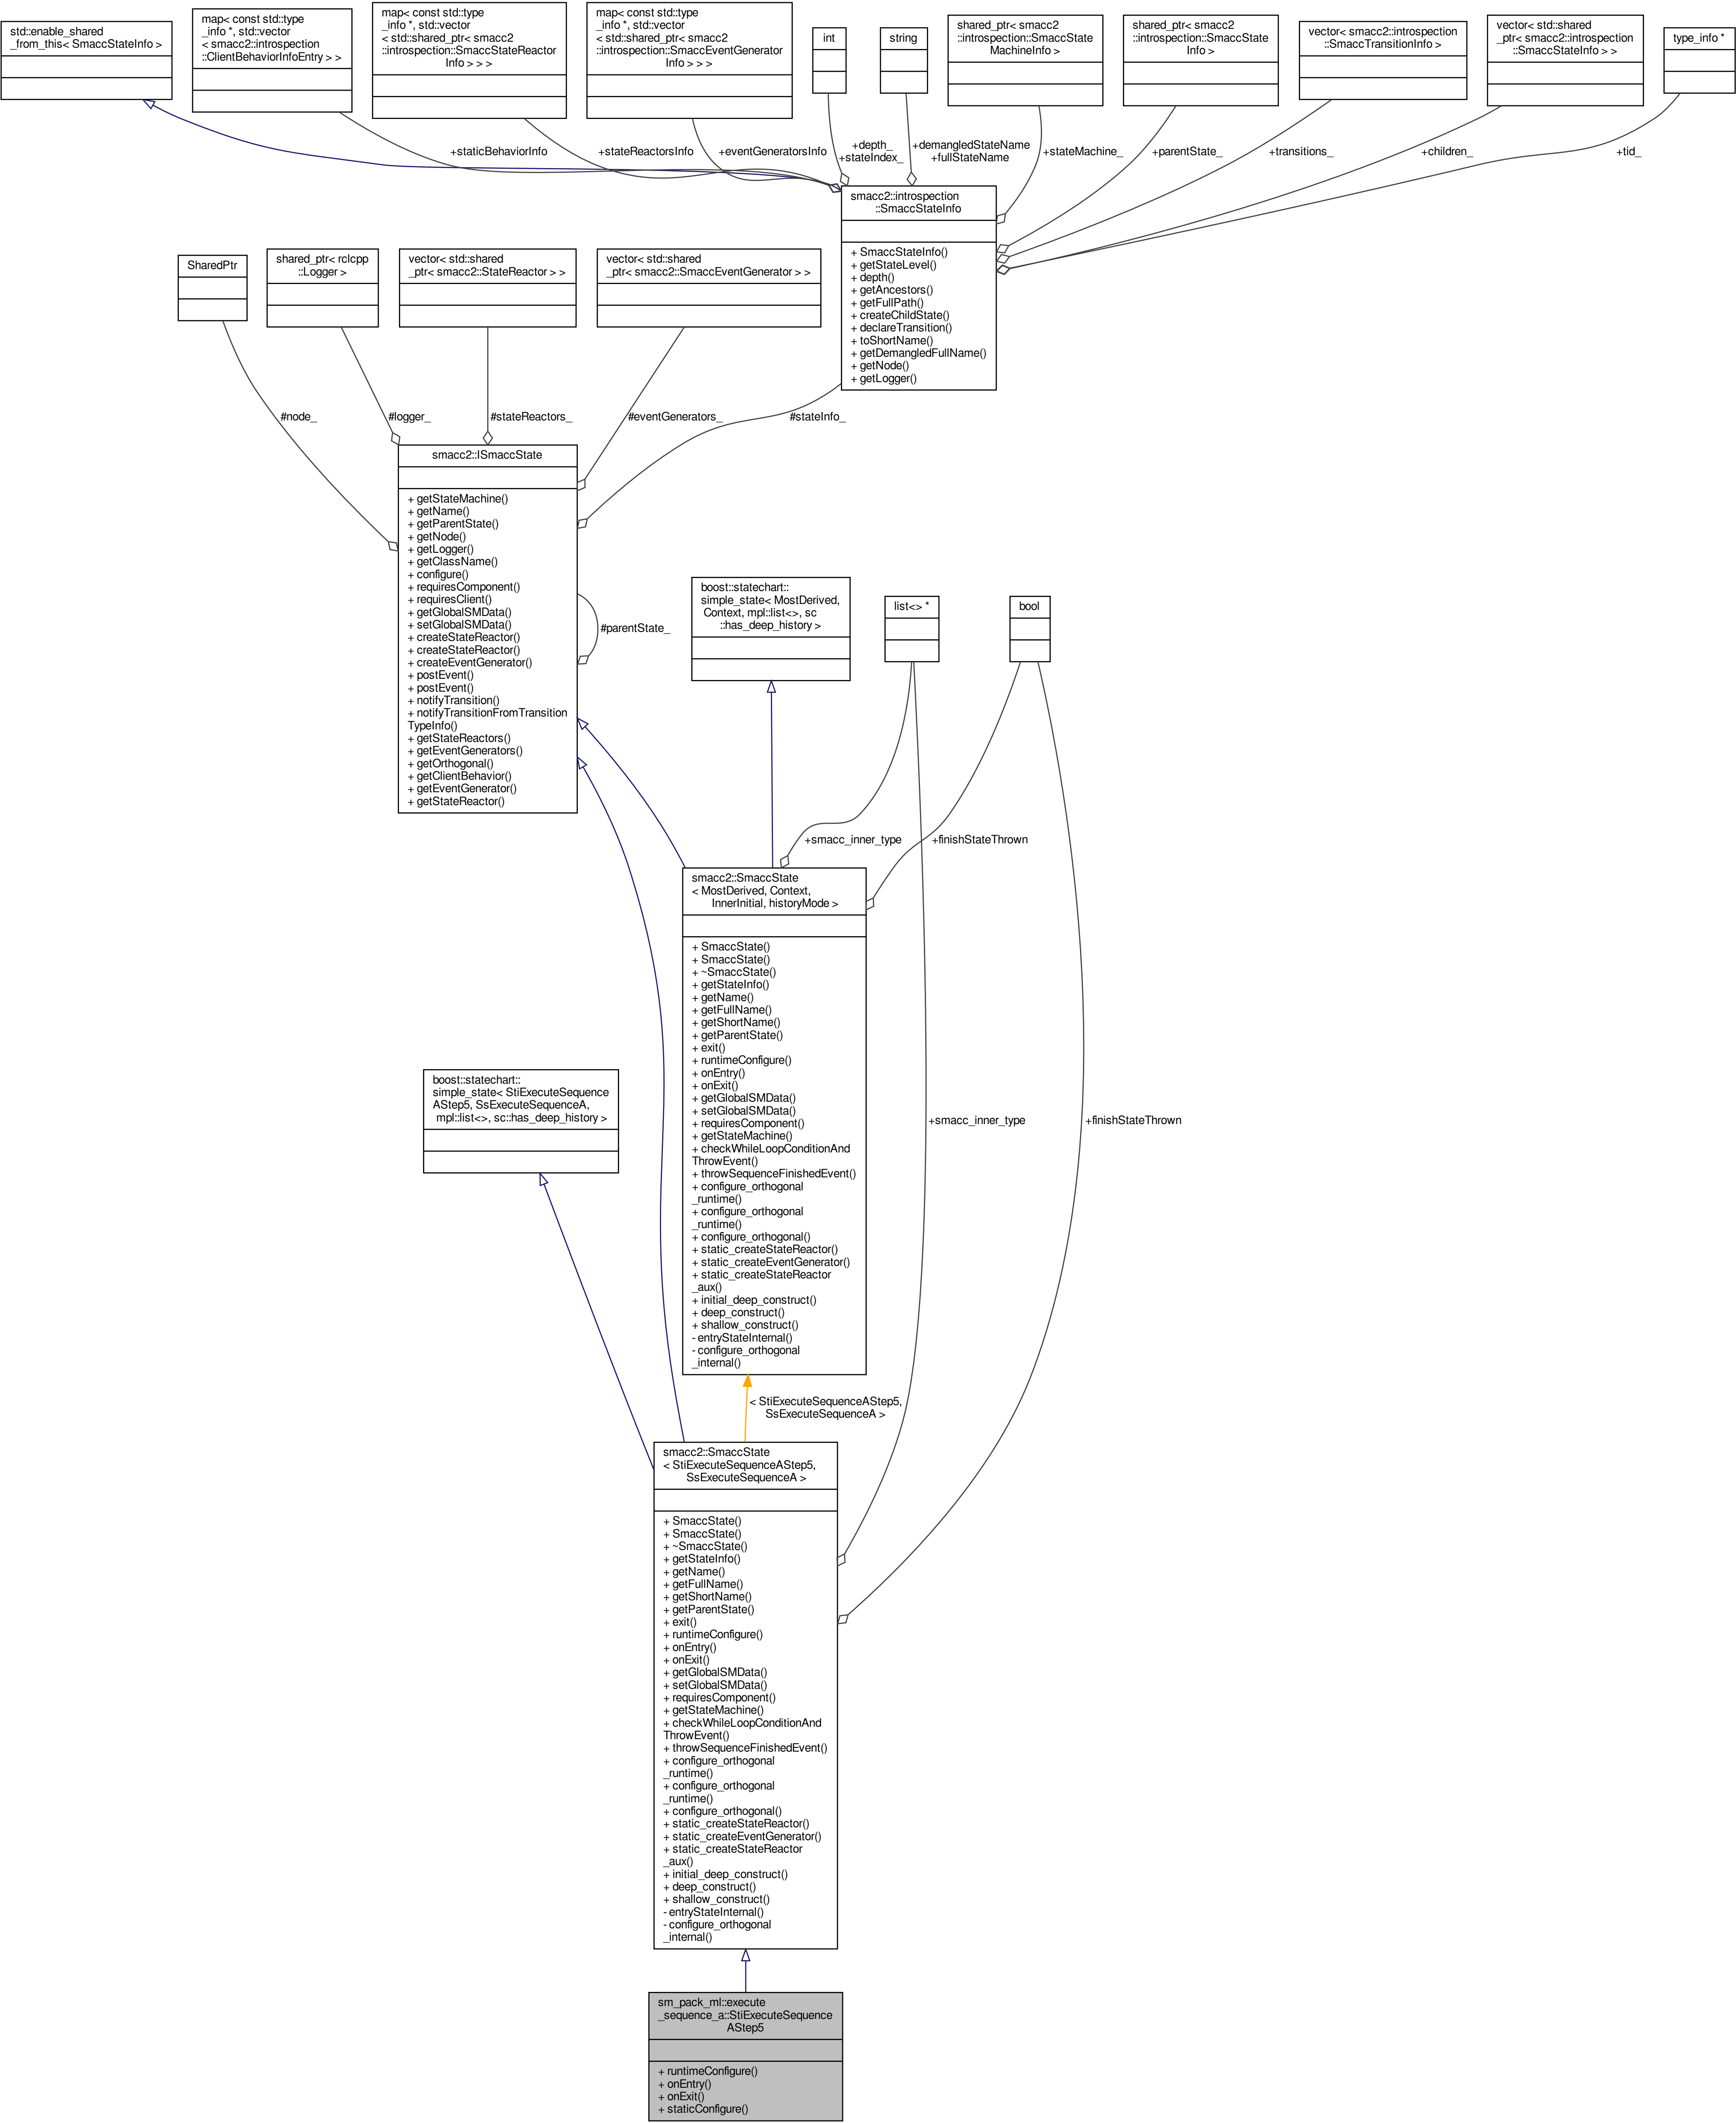 std::enable_shared
_from_this< SmaccStateInfo >
map< const std::type
_info *, std::vector
< smacc2::introspection
::ClientBehaviorInfoEntry > >
map< const std::type
_info *, std::vector
< std::shared_ptr< smacc2
::introspection::SmaccStateReactor
Info > > >
map< const std::type
_info *, std::vector
< std::shared_ptr< smacc2
::introspection::SmaccEventGenerator
Info > > >
int
string
shared_ptr< smacc2
::introspection::SmaccState
MachineInfo >
shared_ptr< smacc2
::introspection::SmaccState
Info >
vector< smacc2::introspection
::SmaccTransitionInfo >
vector< std::shared
_ptr< smacc2::introspection
::SmaccStateInfo > >
type_info *
+staticBehaviorInfo
+stateReactorsInfo
+eventGeneratorsInfo
+depth_
+stateIndex_
+demangledStateName
+fullStateName
+stateMachine_
+parentState_
+transitions_
+children_
+tid_
smacc2::introspection
::SmaccStateInfo
+ SmaccStateInfo()
+ getStateLevel()
+ depth()
+ getAncestors()
+ getFullPath()
+ createChildState()
+ declareTransition()
+ toShortName()
+ getDemangledFullName()
+ getNode()
+ getLogger()
SharedPtr
shared_ptr< rclcpp
::Logger >
vector< std::shared
_ptr< smacc2::StateReactor > >
vector< std::shared
_ptr< smacc2::SmaccEventGenerator > >
#node_
#logger_
#stateReactors_
#eventGenerators_
#stateInfo_
smacc2::ISmaccState
+ getStateMachine()
+ getName()
+ getParentState()
+ getNode()
+ getLogger()
+ getClassName()
+ configure()
+ requiresComponent()
+ requiresClient()
+ getGlobalSMData()
+ setGlobalSMData()
+ createStateReactor()
+ createStateReactor()
+ createEventGenerator()
+ postEvent()
+ postEvent()
+ notifyTransition()
+ notifyTransitionFromTransition
TypeInfo()
+ getStateReactors()
+ getEventGenerators()
+ getOrthogonal()
+ getClientBehavior()
+ getEventGenerator()
+ getStateReactor()
#parentState_
boost::statechart::
simple_state< MostDerived,
Context, mpl::list<>, sc
::has_deep_history >
list<> *
bool
+smacc_inner_type
+finishStateThrown
smacc2::SmaccState
< MostDerived, Context,
InnerInitial, historyMode >
+ SmaccState()
+ SmaccState()
+ ~SmaccState()
+ getStateInfo()
+ getName()
+ getFullName()
+ getShortName()
+ getParentState()
+ exit()
+ runtimeConfigure()
+ onEntry()
+ onExit()
+ getGlobalSMData()
+ setGlobalSMData()
+ requiresComponent()
+ getStateMachine()
+ checkWhileLoopConditionAnd
ThrowEvent()
+ throwSequenceFinishedEvent()
+ configure_orthogonal
_runtime()
+ configure_orthogonal
_runtime()
+ configure_orthogonal()
+ static_createStateReactor()
+ static_createEventGenerator()
+ static_createStateReactor
_aux()
+ initial_deep_construct()
+ deep_construct()
+ shallow_construct()
- entryStateInternal()
- configure_orthogonal
_internal()
boost::statechart::
simple_state< StiExecuteSequence
AStep5, SsExecuteSequenceA,
mpl::list<>, sc::has_deep_history >
+smacc_inner_type
+finishStateThrown
< StiExecuteSequenceAStep5,
SsExecuteSequenceA >
smacc2::SmaccState
< StiExecuteSequenceAStep5,
SsExecuteSequenceA >
+ SmaccState()
+ SmaccState()
+ ~SmaccState()
+ getStateInfo()
+ getName()
+ getFullName()
+ getShortName()
+ getParentState()
+ exit()
+ runtimeConfigure()
+ onEntry()
+ onExit()
+ getGlobalSMData()
+ setGlobalSMData()
+ requiresComponent()
+ getStateMachine()
+ checkWhileLoopConditionAnd
ThrowEvent()
+ throwSequenceFinishedEvent()
+ configure_orthogonal
_runtime()
+ configure_orthogonal
_runtime()
+ configure_orthogonal()
+ static_createStateReactor()
+ static_createEventGenerator()
+ static_createStateReactor
_aux()
+ initial_deep_construct()
+ deep_construct()
+ shallow_construct()
- entryStateInternal()
- configure_orthogonal
_internal()
sm_pack_ml::execute
_sequence_a::StiExecuteSequence
AStep5
+ runtimeConfigure()
+ onEntry()
+ onExit()
+ staticConfigure()